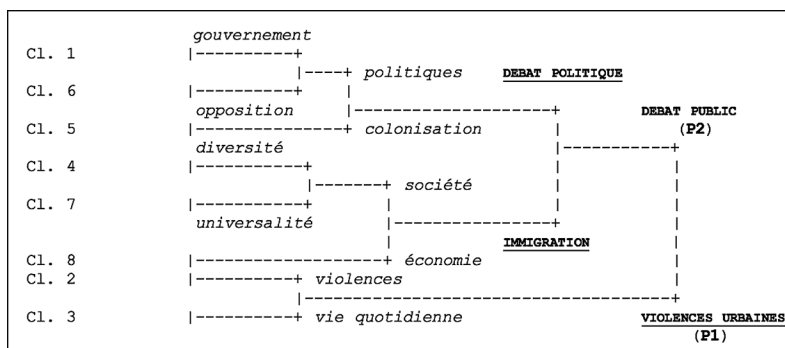 gouvernement
Cl. 1 |----------+
|----+ politiques DEBAT POLITIQUE
Cl. 6 |----------+ |
opposition |--------------------+ DEBAT PUBLIC
Cl. 5 |---------------+ colonisation | (P2)
diversité |-----------+
Cl. 4 |-----------+ | |
|-------+ société | |
Cl. 7 |-----------+ | | |
universalité |----------------+ |
| IMMIGRATION |
Cl. 8 |-------------------+ économie |
Cl. 2 |----------+ violences |
|-------------------------------------+
Cl. 3 |----------+ vie quotidienne VIOLENCES URBAINES
(P1)